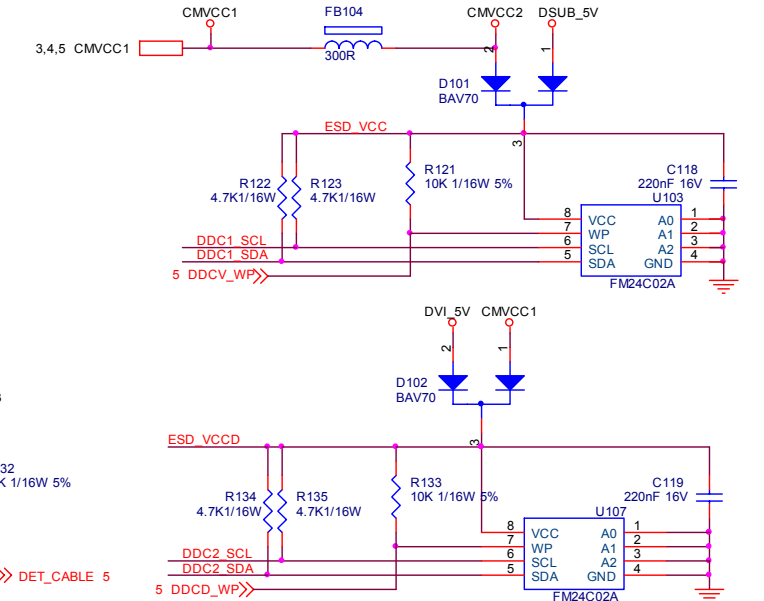 CMVCC1 FB104 CMVCC2 DSUB_5V
3,4,5 CMVCC1
300R
2 1
D101
BAV70
ESD_VCC
3
R122
4.7K1/16W
R123
4.7K1/16W
R121
10K 1/16W 5%
C118
220nF 16V
U103
8 VCC A0 1
7 WP A1 2
6 SCL A2 3
5 SDA GND 4
FM24C02A
DDC1_SCL
DDC1_SDA
5 DDCV_WP
DVI_5V CMVCC1
2 1
D102
BAV70
3
ESD_VCCD
32
K 1/16W 5%
R134
4.7K1/16W
R135
4.7K1/16W
R133
10K 1/16W 5%
C119
220nF 16V
U107
8 VCC A0 1
7 WP A1 2
6 SCL A2 3
5 SDA GND 4
FM24C02A
DDC2_SCL
DDC2_SDA
DET_CABLE 5
5 DDCD_WP